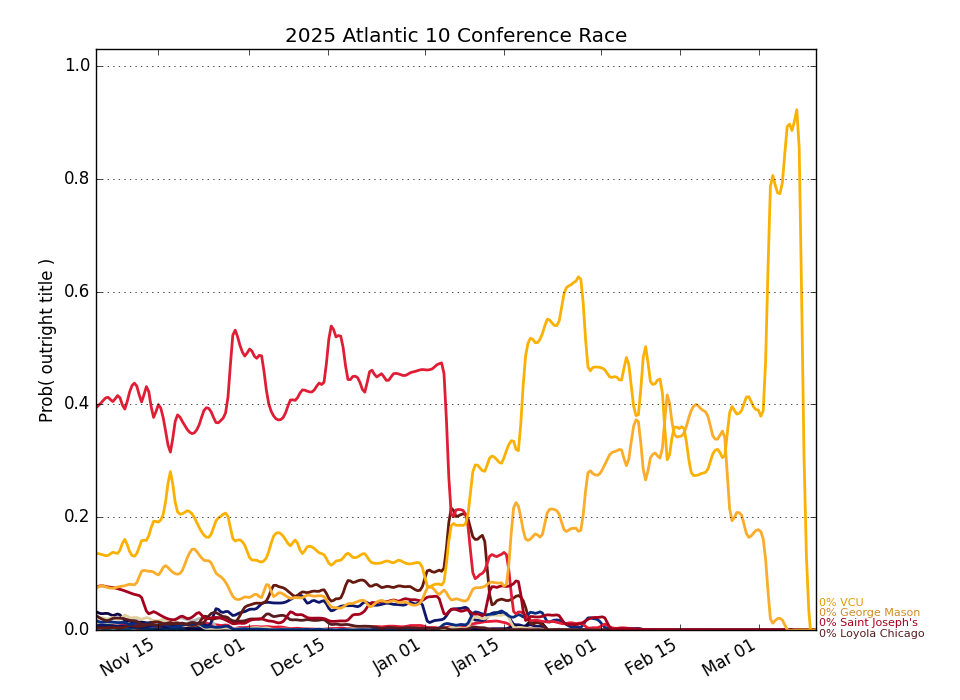 2025 Atlantic 10 Conference Race
1.0
0.8
0.6
0.4
0.2
0.0
Prob( outright title )
Nov 15
Dec 01
Dec 15
Jan 01
Jan 15
Feb 01
Feb 15
Mar 01
0% VCU
0% George Mason
0% Saint Joseph's
0% Loyola Chicago